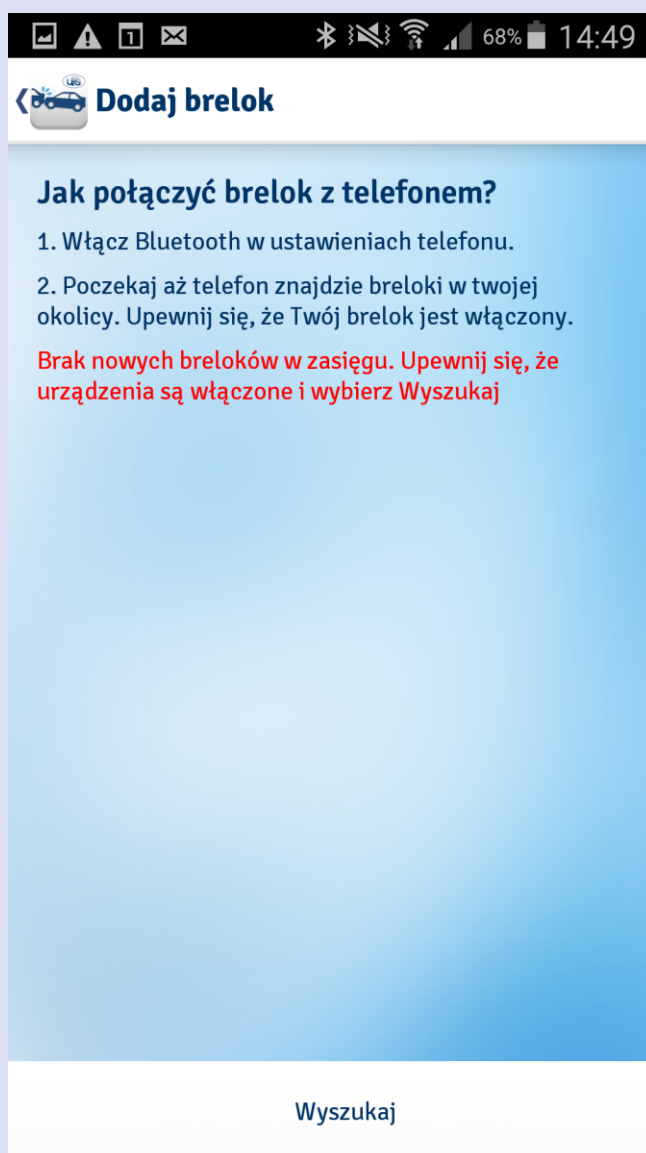 68% 14:49
Dodaj brelok
Jak połączyć brelok z telefonem?
1. Włącz Bluetooth w ustawieniach telefonu.
2. Poczekaj aż telefon znajdzie breloki w twojej
okolicy. Upewnij się, że Twój brelok jest włączony.
Brak nowych breloków w zasięgu. Upewnij się, że
urządzenia są włączone i wybierz Wyszukaj
Wyszukaj